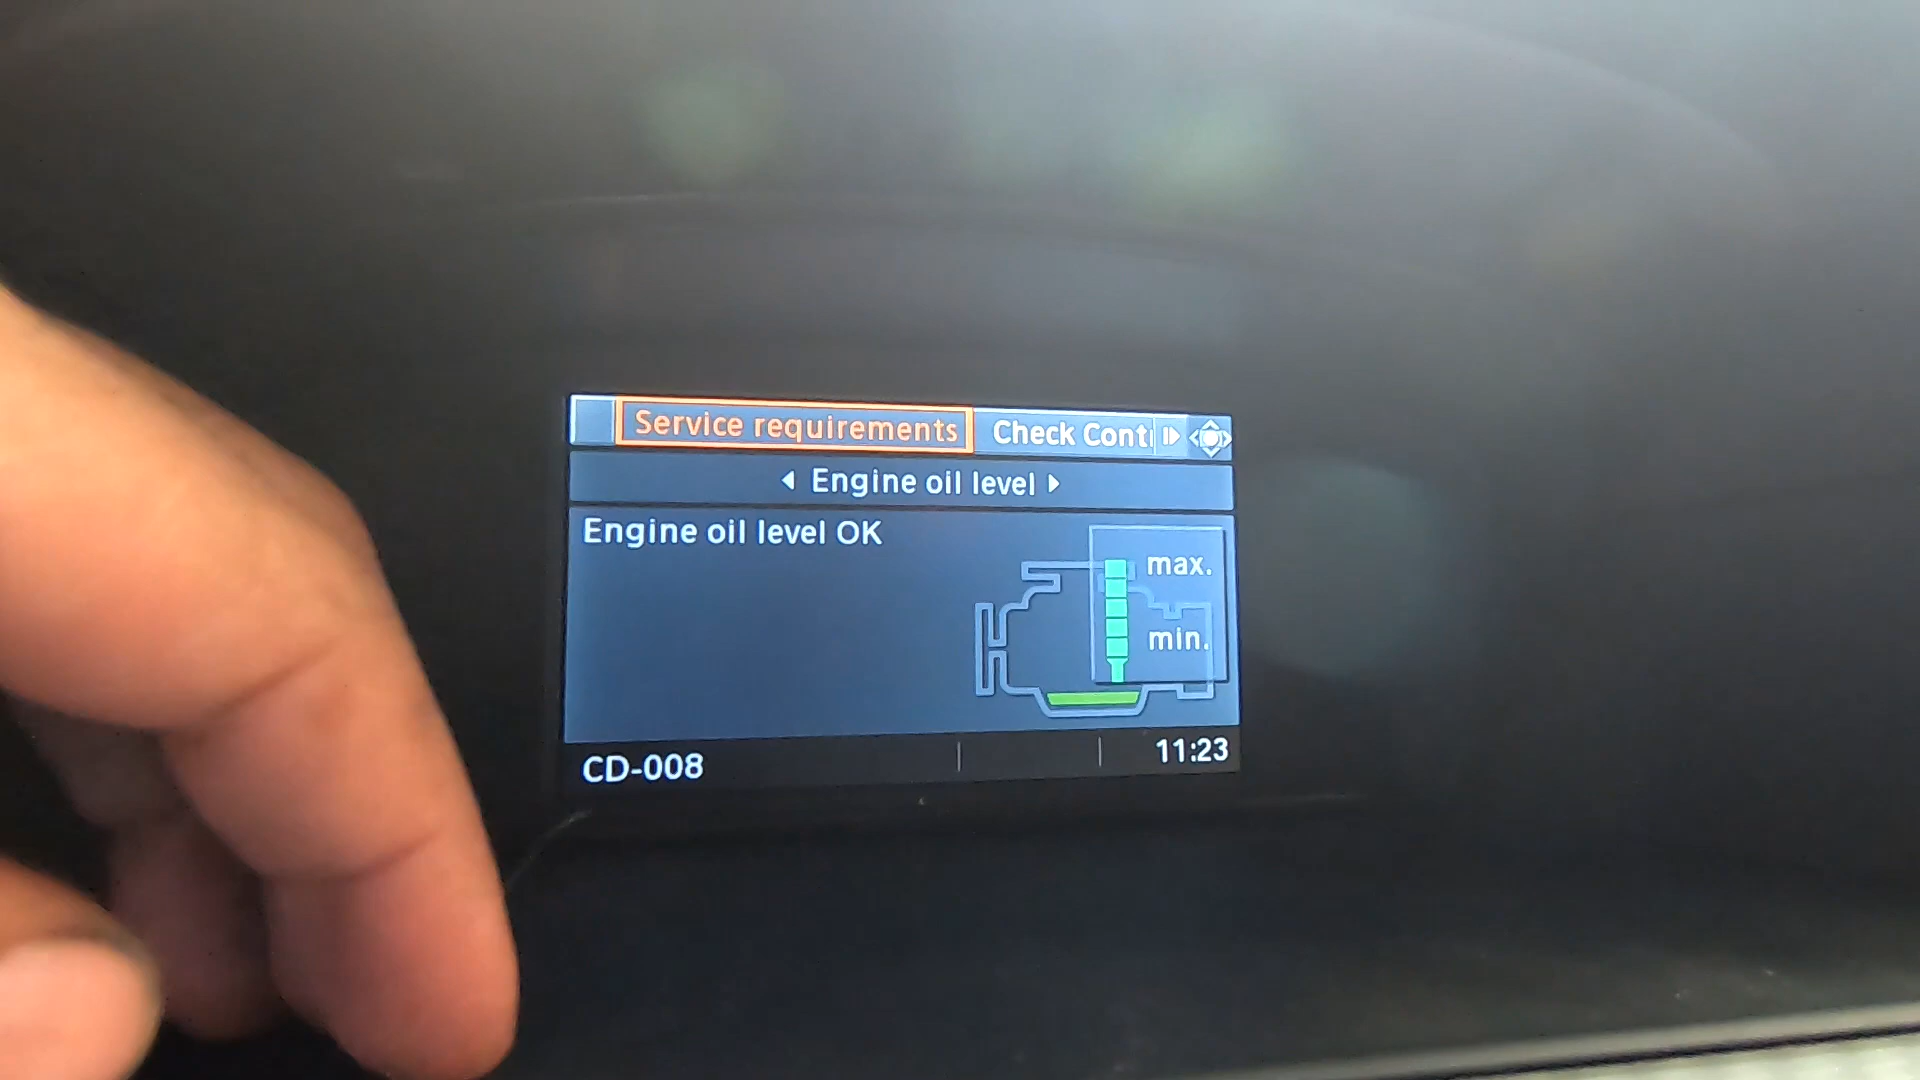 Service requirements Check Cont
Engine oil level
Engine oil level OK
max.
min.
CD-008 11:23